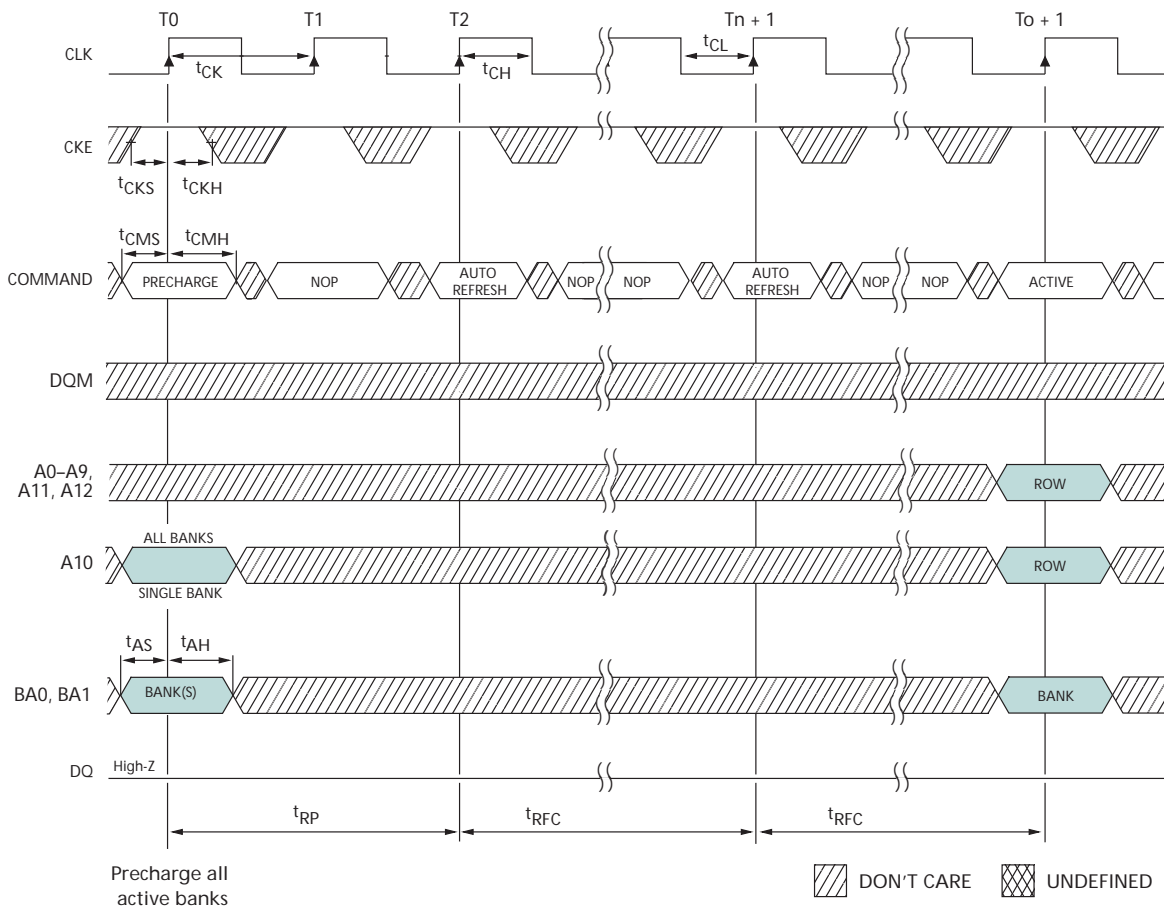 T0 T1 T2 Tn + 1 To + 1
CLK
tCK tCH tCL
CKE
tCKS tCKH
tCMS tCMH
COMMAND PRECHARGE NOP AUTO REFRESH NOP NOP AUTO REFRESH NOP NOP ACTIVE
DQM
A0–A9,
A11, A12 ROW
ALL BANKS
A10 ROW
SINGLE BANK
tAS tAH
BA0, BA1 BANK(S) BANK
DQ High-Z
tRP tRFC tRFC
Precharge all
active banks
DON'T CARE UNDEFINED